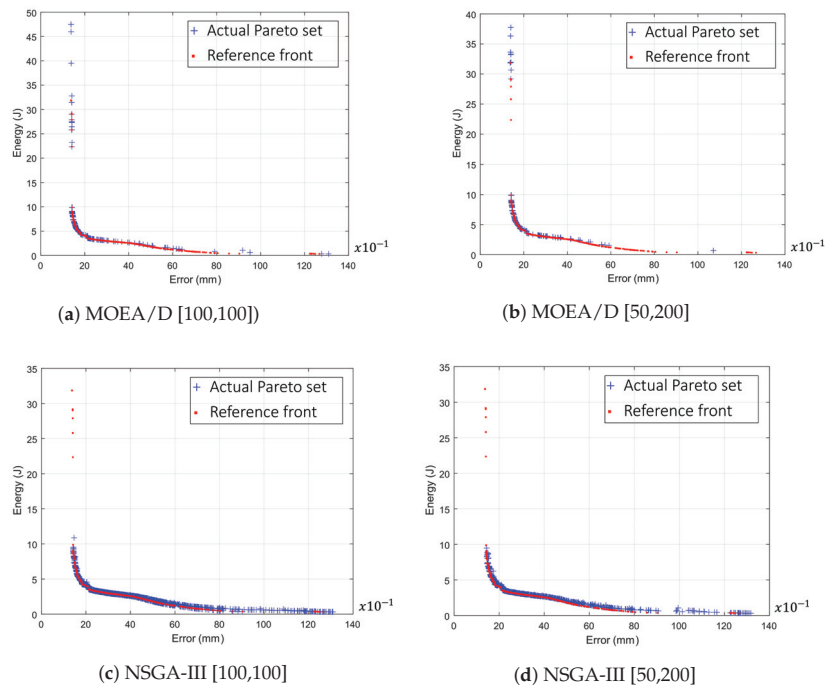 50
45
40
35
30
25
20
15
10
5
0
Energy (J)
+ Actual Pareto set
Reference front
0 20 40 60 80 100 120 140
x10⁻¹
Error (mm)
(a) MOEA/D [100,100])
40
35
30
25
20
15
10
5
0
Energy (J)
+ Actual Pareto set
Reference front
0 20 40 60 80 100 120 140
x10⁻¹
Error (mm)
(b) MOEA/D [50,200]
35
30
25
20
15
10
5
0
Energy (J)
+ Actual Pareto set
Reference front
0 20 40 60 80 100 120 140
x10⁻¹
Error (mm)
(c) NSGA-III [100,100]
35
30
25
20
15
10
5
0
Energy (J)
+ Actual Pareto set
Reference front
0 20 40 60 80 100 120 140
x10⁻¹
Error (mm)
(d) NSGA-III [50,200]